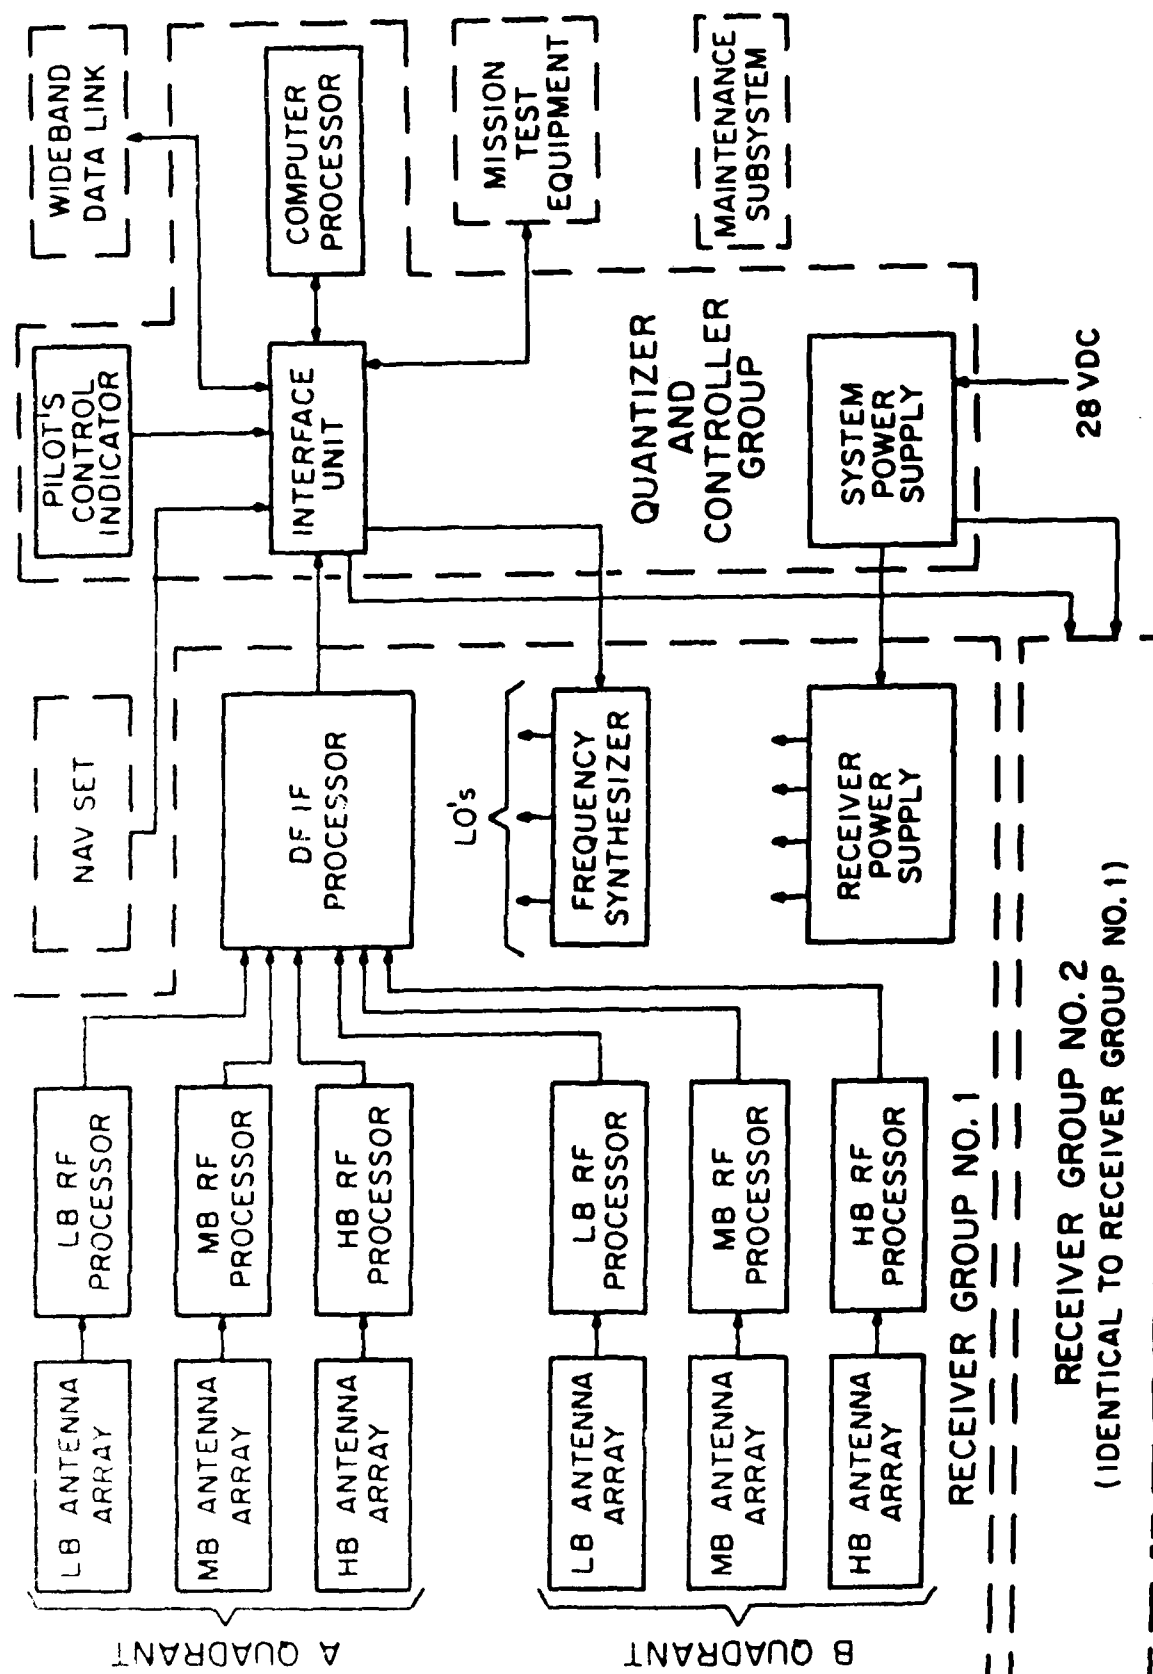 A QUADRANT
LB ANTENNA
ARRAY
MB ANTENNA
ARRAY
HB ANTENNA
ARRAY
LB RF
PROCESSOR
MB RF
PROCESSOR
HB RF
PROCESSOR
B QUADRANT
LB ANTENNA
ARRAY
MB ANTENNA
ARRAY
HB ANTENNA
ARRAY
LB RF
PROCESSOR
MB RF
PROCESSOR
HB RF
PROCESSOR
RECEIVER GROUP NO. 1
NAV SET
DF IF
PROCESSOR
LO's
FREQUENCY
SYNTHESIZER
RECEIVER
POWER
SUPPLY
PILOT'S
CONTROL
INDICATOR
INTERFACE
UNIT
QUANTIZER
AND
CONTROLLER
GROUP
SYSTEM
POWER
SUPPLY
28 VDC
WIDEBAND
DATA LINK
COMPUTER
PROCESSOR
MISSION
TEST
EQUIPMENT
MAINTENANCE
SUBSYSTEM
RECEIVER GROUP NO. 2
(IDENTICAL TO RECEIVER GROUP NO. 1)